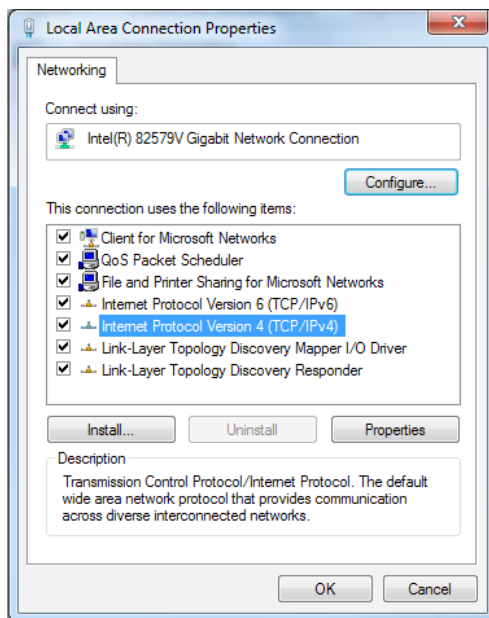 Local Area Connection Properties
Networking
Connect using:
Intel(R) 82579V Gigabit Network Connection
Configure...
This connection uses the following items:
Client for Microsoft Networks
QoS Packet Scheduler
File and Printer Sharing for Microsoft Networks
Internet Protocol Version 6 (TCP/IPv6)
Internet Protocol Version 4 (TCP/IPv4)
Link-Layer Topology Discovery Mapper I/O Driver
Link-Layer Topology Discovery Responder
Install... Uninstall Properties
Description
Transmission Control Protocol/Internet Protocol. The default
wide area network protocol that provides communication
across diverse interconnected networks.
OK Cancel